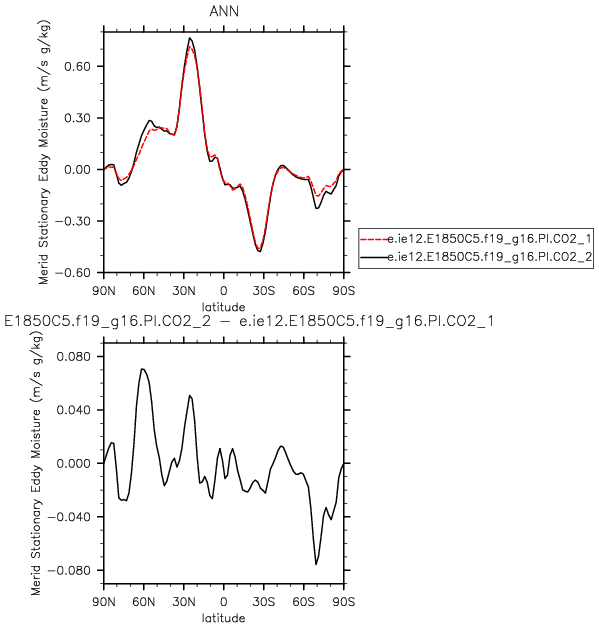 ANN
Merid Stationary Eddy Moisture (m/s g/kg)
0.60
0.30
0.00
−0.30
−0.60
90N 60N 30N 0 30S 60S 90S
latitude
e.ie12.E1850C5.f19_g16.PI.CO2_1
e.ie12.E1850C5.f19_g16.PI.CO2_2
E1850C5.f19_g16.PI.CO2_2 − e.ie12.E1850C5.f19_g16.PI.CO2_1
Merid Stationary Eddy Moisture (m/s g/kg)
0.080
0.040
0.000
−0.040
−0.080
90N 60N 30N 0 30S 60S 90S
latitude